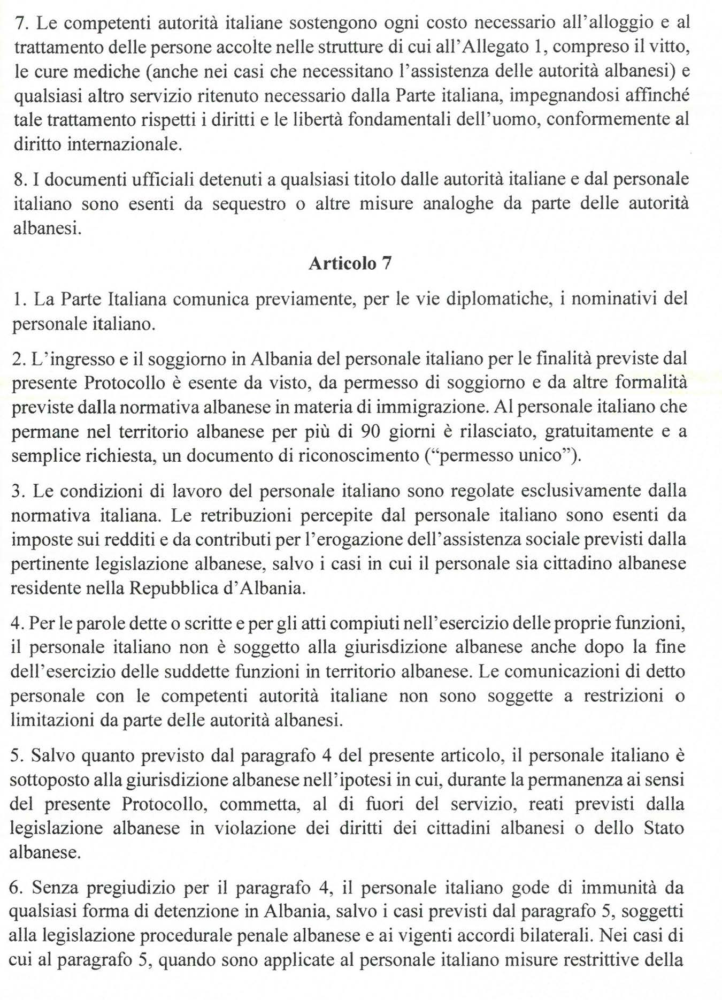 7. Le competenti autorità italiane sostengono ogni costo necessario all’alloggio e al
trattamento delle persone accolte nelle strutture di cui all’Allegato 1, compreso il vitto,
le cure mediche (anche nei casi che necessitano l’assistenza delle autorità albanesi) e
qualsiasi altro servizio ritenuto necessario dalla Parte italiana, impegnandosi affinché
tale trattamento rispetti i diritti e le libertà fondamentali dell’uomo, conformemente al
diritto internazionale.
8. I documenti ufficiali detenuti a qualsiasi titolo dalle autorità italiane e dal personale
italiano sono esenti da sequestro o altre misure analoghe da parte delle autorità
albanesi.
Articolo 7
1. La Parte Italiana comunica previamente, per le vie diplomatiche, i nominativi del
personale italiano.
2. L’ingresso e il soggiorno in Albania del personale italiano per le finalità previste dal
presente Protocollo è esente da visto, da permesso di soggiorno e da altre formalità
previste dalla normativa albanese in materia di immigrazione. Al personale italiano che
permane nel territorio albanese per più di 90 giorni è rilasciato, gratuitamente e a
semplice richiesta, un documento di riconoscimento (“permesso unico”).
3. Le condizioni di lavoro del personale italiano sono regolate esclusivamente dalla
normativa italiana. Le retribuzioni percepite dal personale italiano sono esenti da
imposte sui redditi e da contributi per l’erogazione dell’assistenza sociale previsti dalla
pertinente legislazione albanese, salvo i casi in cui il personale sia cittadino albanese
residente nella Repubblica d’Albania.
4. Per le parole dette o scritte e per gli atti compiuti nell’esercizio delle proprie funzioni,
il personale italiano non è soggetto alla giurisdizione albanese anche dopo la fine
dell’esercizio delle suddette funzioni in territorio albanese. Le comunicazioni di detto
personale con le competenti autorità italiane non sono soggette a restrizioni o
limitazioni da parte delle autorità albanesi.
5. Salvo quanto previsto dal paragrafo 4 del presente articolo, il personale italiano è
sottoposto alla giurisdizione albanese nell’ipotesi in cui, durante la permanenza ai sensi
del presente Protocollo, commetta, al di fuori del servizio, reati previsti dalla
legislazione albanese in violazione dei diritti dei cittadini albanesi o dello Stato
albanese.
6. Senza pregiudizio per il paragrafo 4, il personale italiano gode di immunità da
qualsiasi forma di detenzione in Albania, salvo i casi previsti dal paragrafo 5, soggetti
alla legislazione procedurale penale albanese e ai vigenti accordi bilaterali. Nei casi di
cui al paragrafo 5, quando sono applicate al personale italiano misure restrittive della